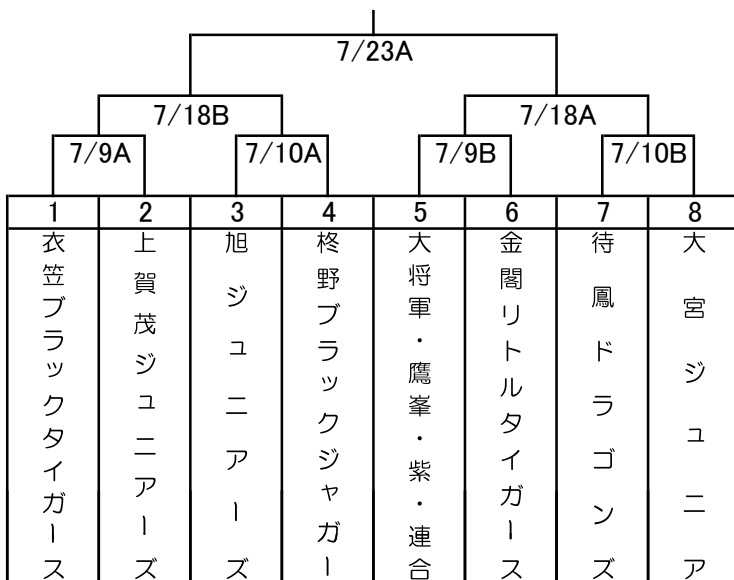 7/23A
7/18B
7/18A
7/9A
7/10A
7/9B
7/10B
1
2
3
4
5
6
7
8
衣笠ブラックタイガース
上賀茂ジュニアーズ
旭ジュニアーズ
柊野ブラックジャガー
大将軍・鷹峯・紫・連合
金閣リトルタイガース
待鳳ドラゴンズ
大宮ジュニア